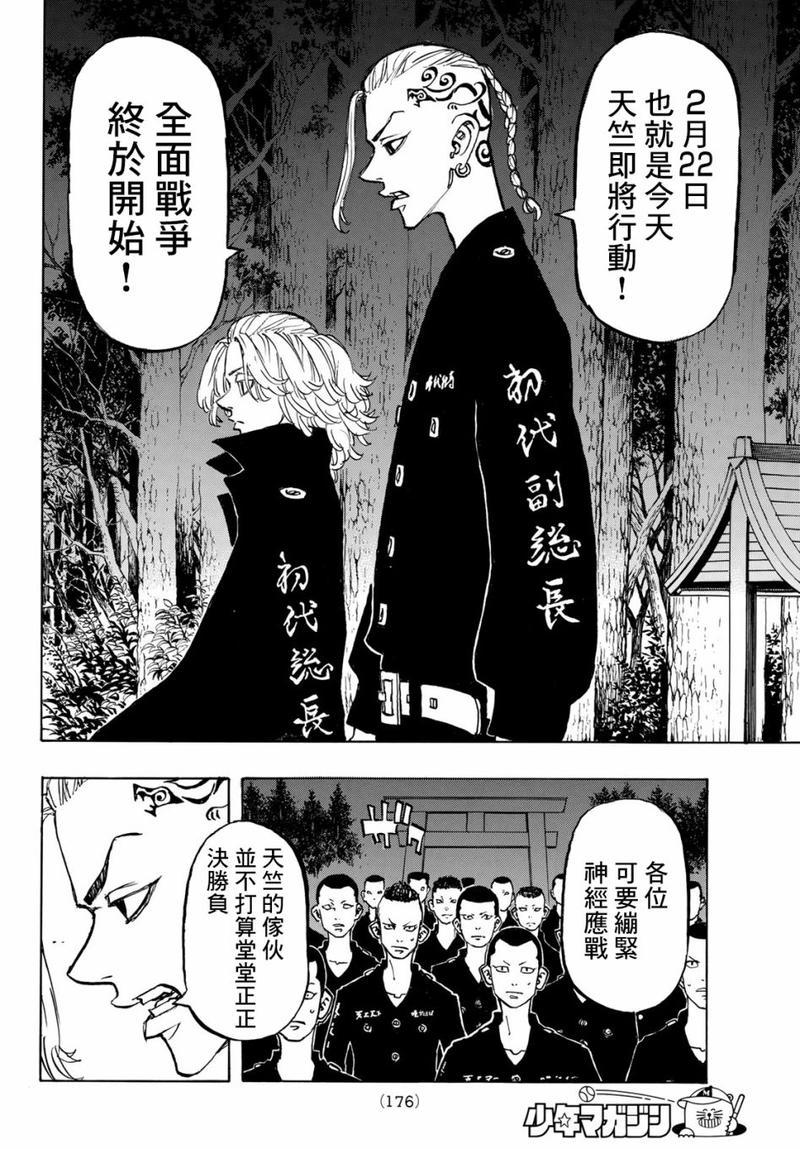 2月22日
也就是今天
天竺即將行動！
全面戰爭
終於開始！
初代副総長
初代総長
各位
可要繃緊
神經應戰
ザッ
天竺的傢伙
並不打算堂堂正正
決勝負
（176）
少年マガジン